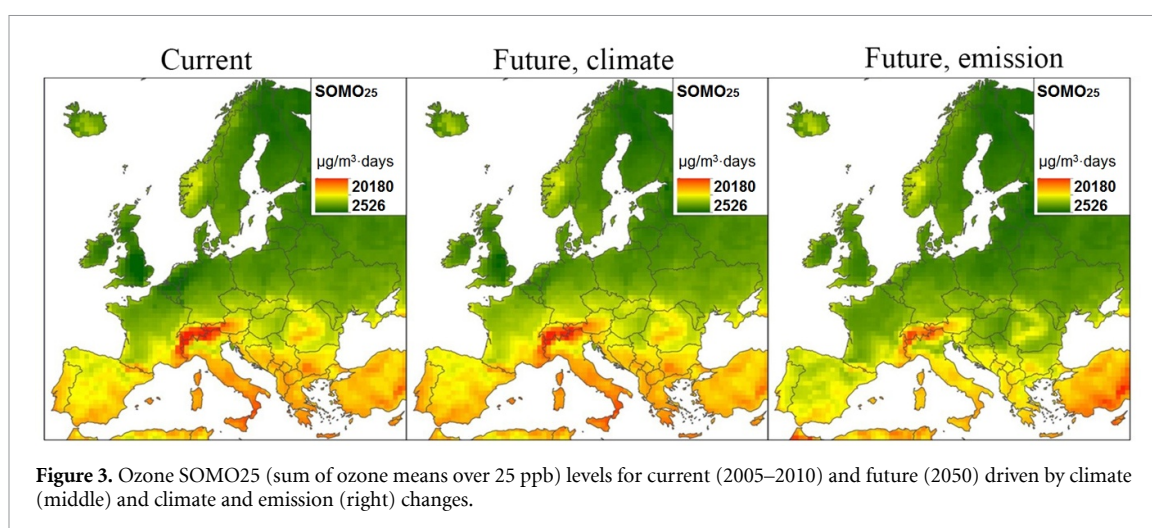 Current
Future, climate
Future, emission
SOMO25
µg/m³·days
20180
2526
SOMO25
µg/m³·days
20180
2526
SOMO25
µg/m³·days
20180
2526
Figure 3. Ozone SOMO25 (sum of ozone means over 25 ppb) levels for current (2005–2010) and future (2050) driven by climate
(middle) and climate and emission (right) changes.